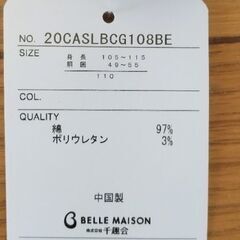 NO. 20CASLBCG108BE
SIZE
身長 105~115
胴囲 49~55
110
COL.
QUALITY
綿 97%
ポリウレタン 3%
中国製
BELLE MAISON
株式会社 千趣会